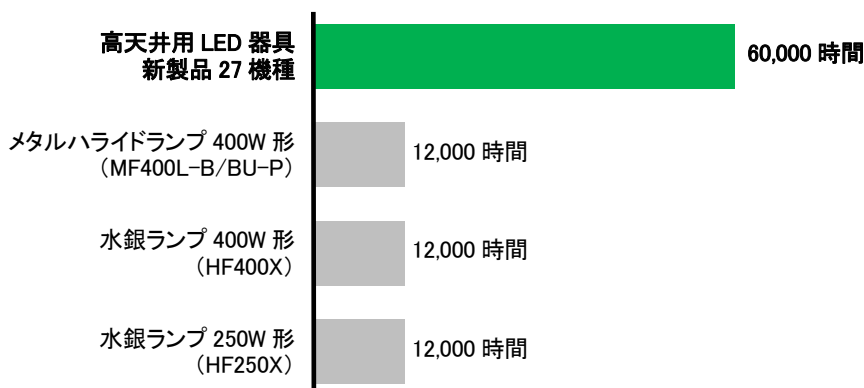 高天井用 LED 器具
新製品 27 機種
60,000 時間
メタルハライドランプ 400W 形
（MF400L-B/BU-P）
12,000 時間
水銀ランプ 400W 形
（HF400X）
12,000 時間
水銀ランプ 250W 形
（HF250X）
12,000 時間